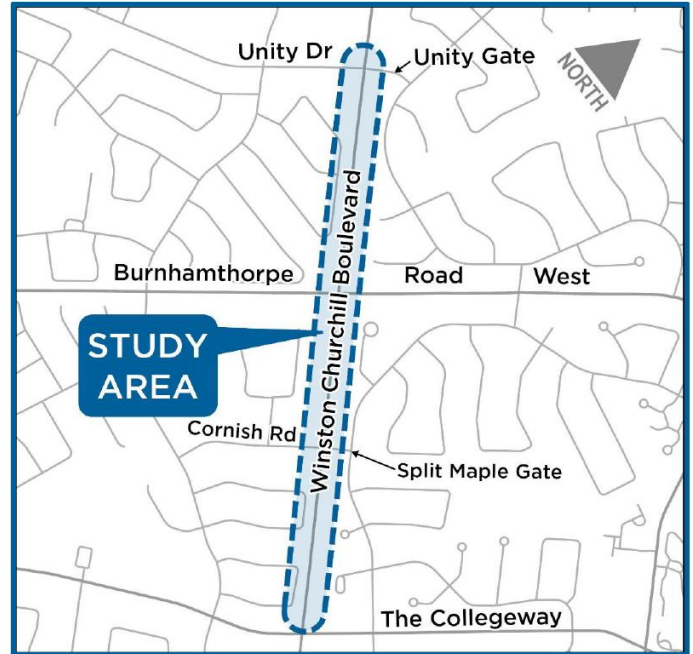 Unity Dr
Unity Gate
NORTH
Winston Churchill Boulevard
Burnhamthorpe Road West
STUDY
AREA
Cornish Rd
Split Maple Gate
The Collegeway